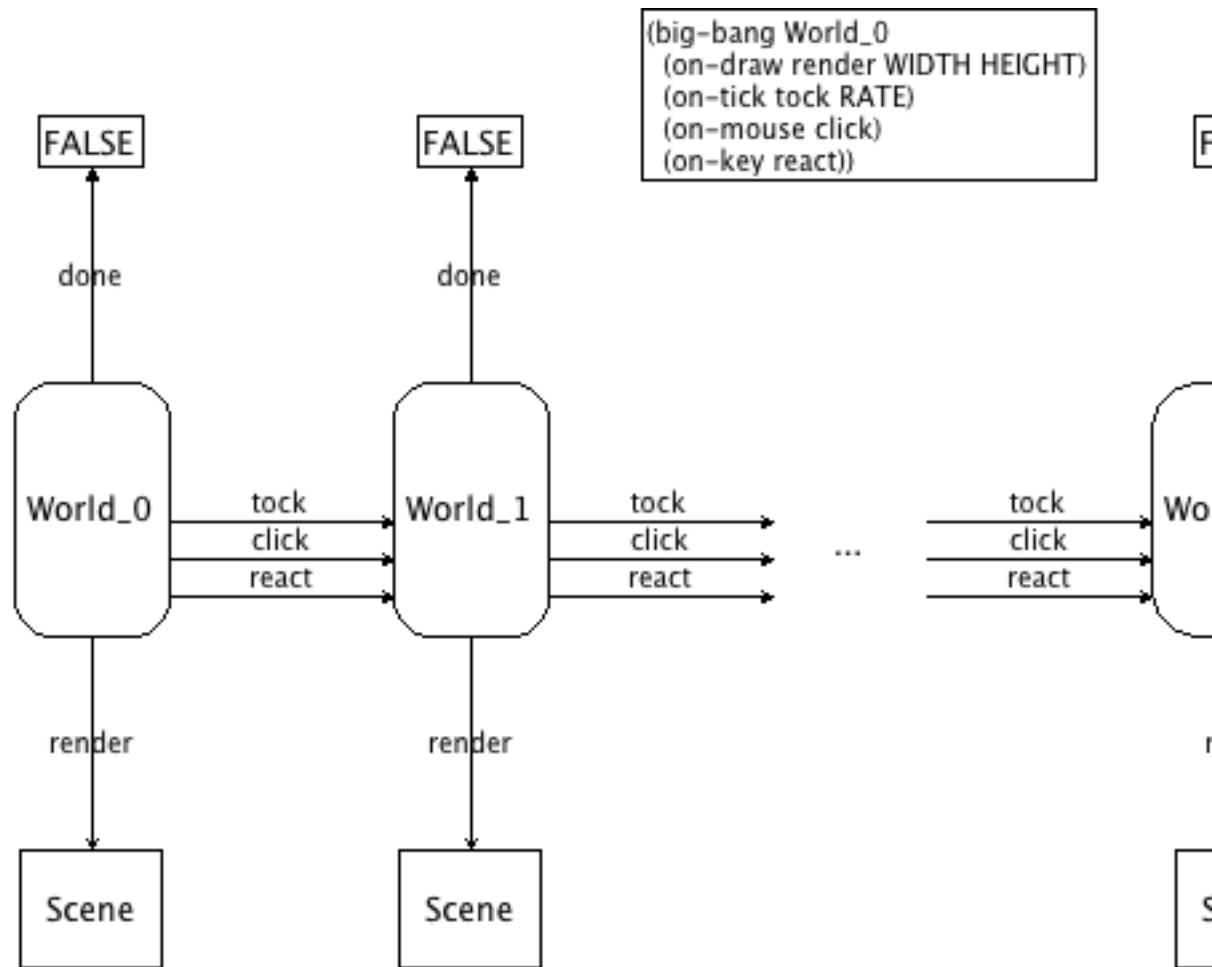 (big-bang World_0
(on-draw render WIDTH HEIGHT)
(on-tick tock RATE)
(on-mouse click)
(on-key react))
FALSE
FALSE
done
done
World_0
tock
click
react
World_1
tock
click
react
...
tock
click
react
render
render
Scene
Scene